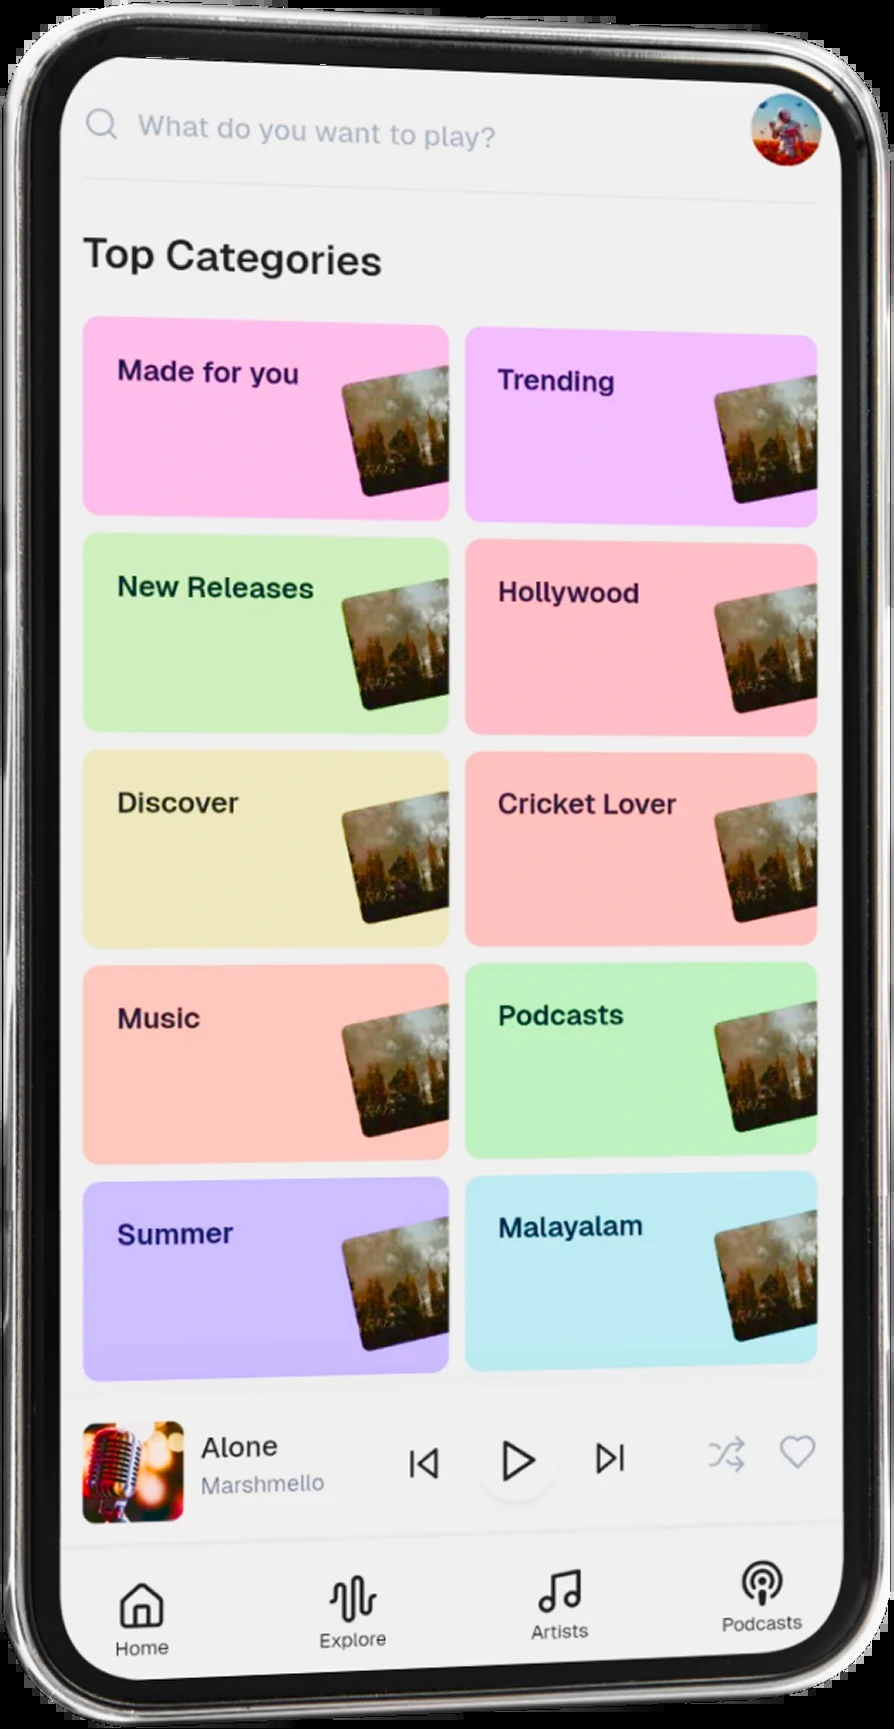 What do you want to play?
Top Categories
Made for you
Trending
New Releases
Hollywood
Discover
Cricket Lover
Music
Podcasts
Summer
Malayalam
Alone
Marshmello
Home
Explore
Artists
Podcasts